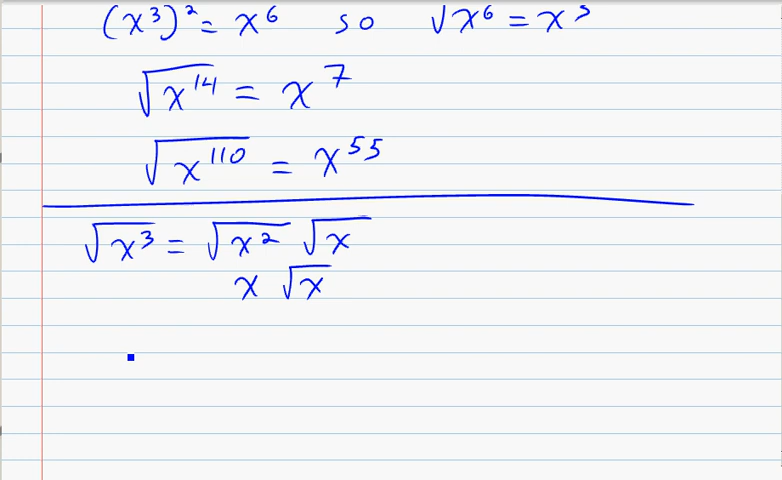 (x³)² = x⁶ so √x⁶ = x³
√x¹⁴ = x⁷
√x¹¹⁰ = x⁵⁵
√x³ = √x² √x
x √x